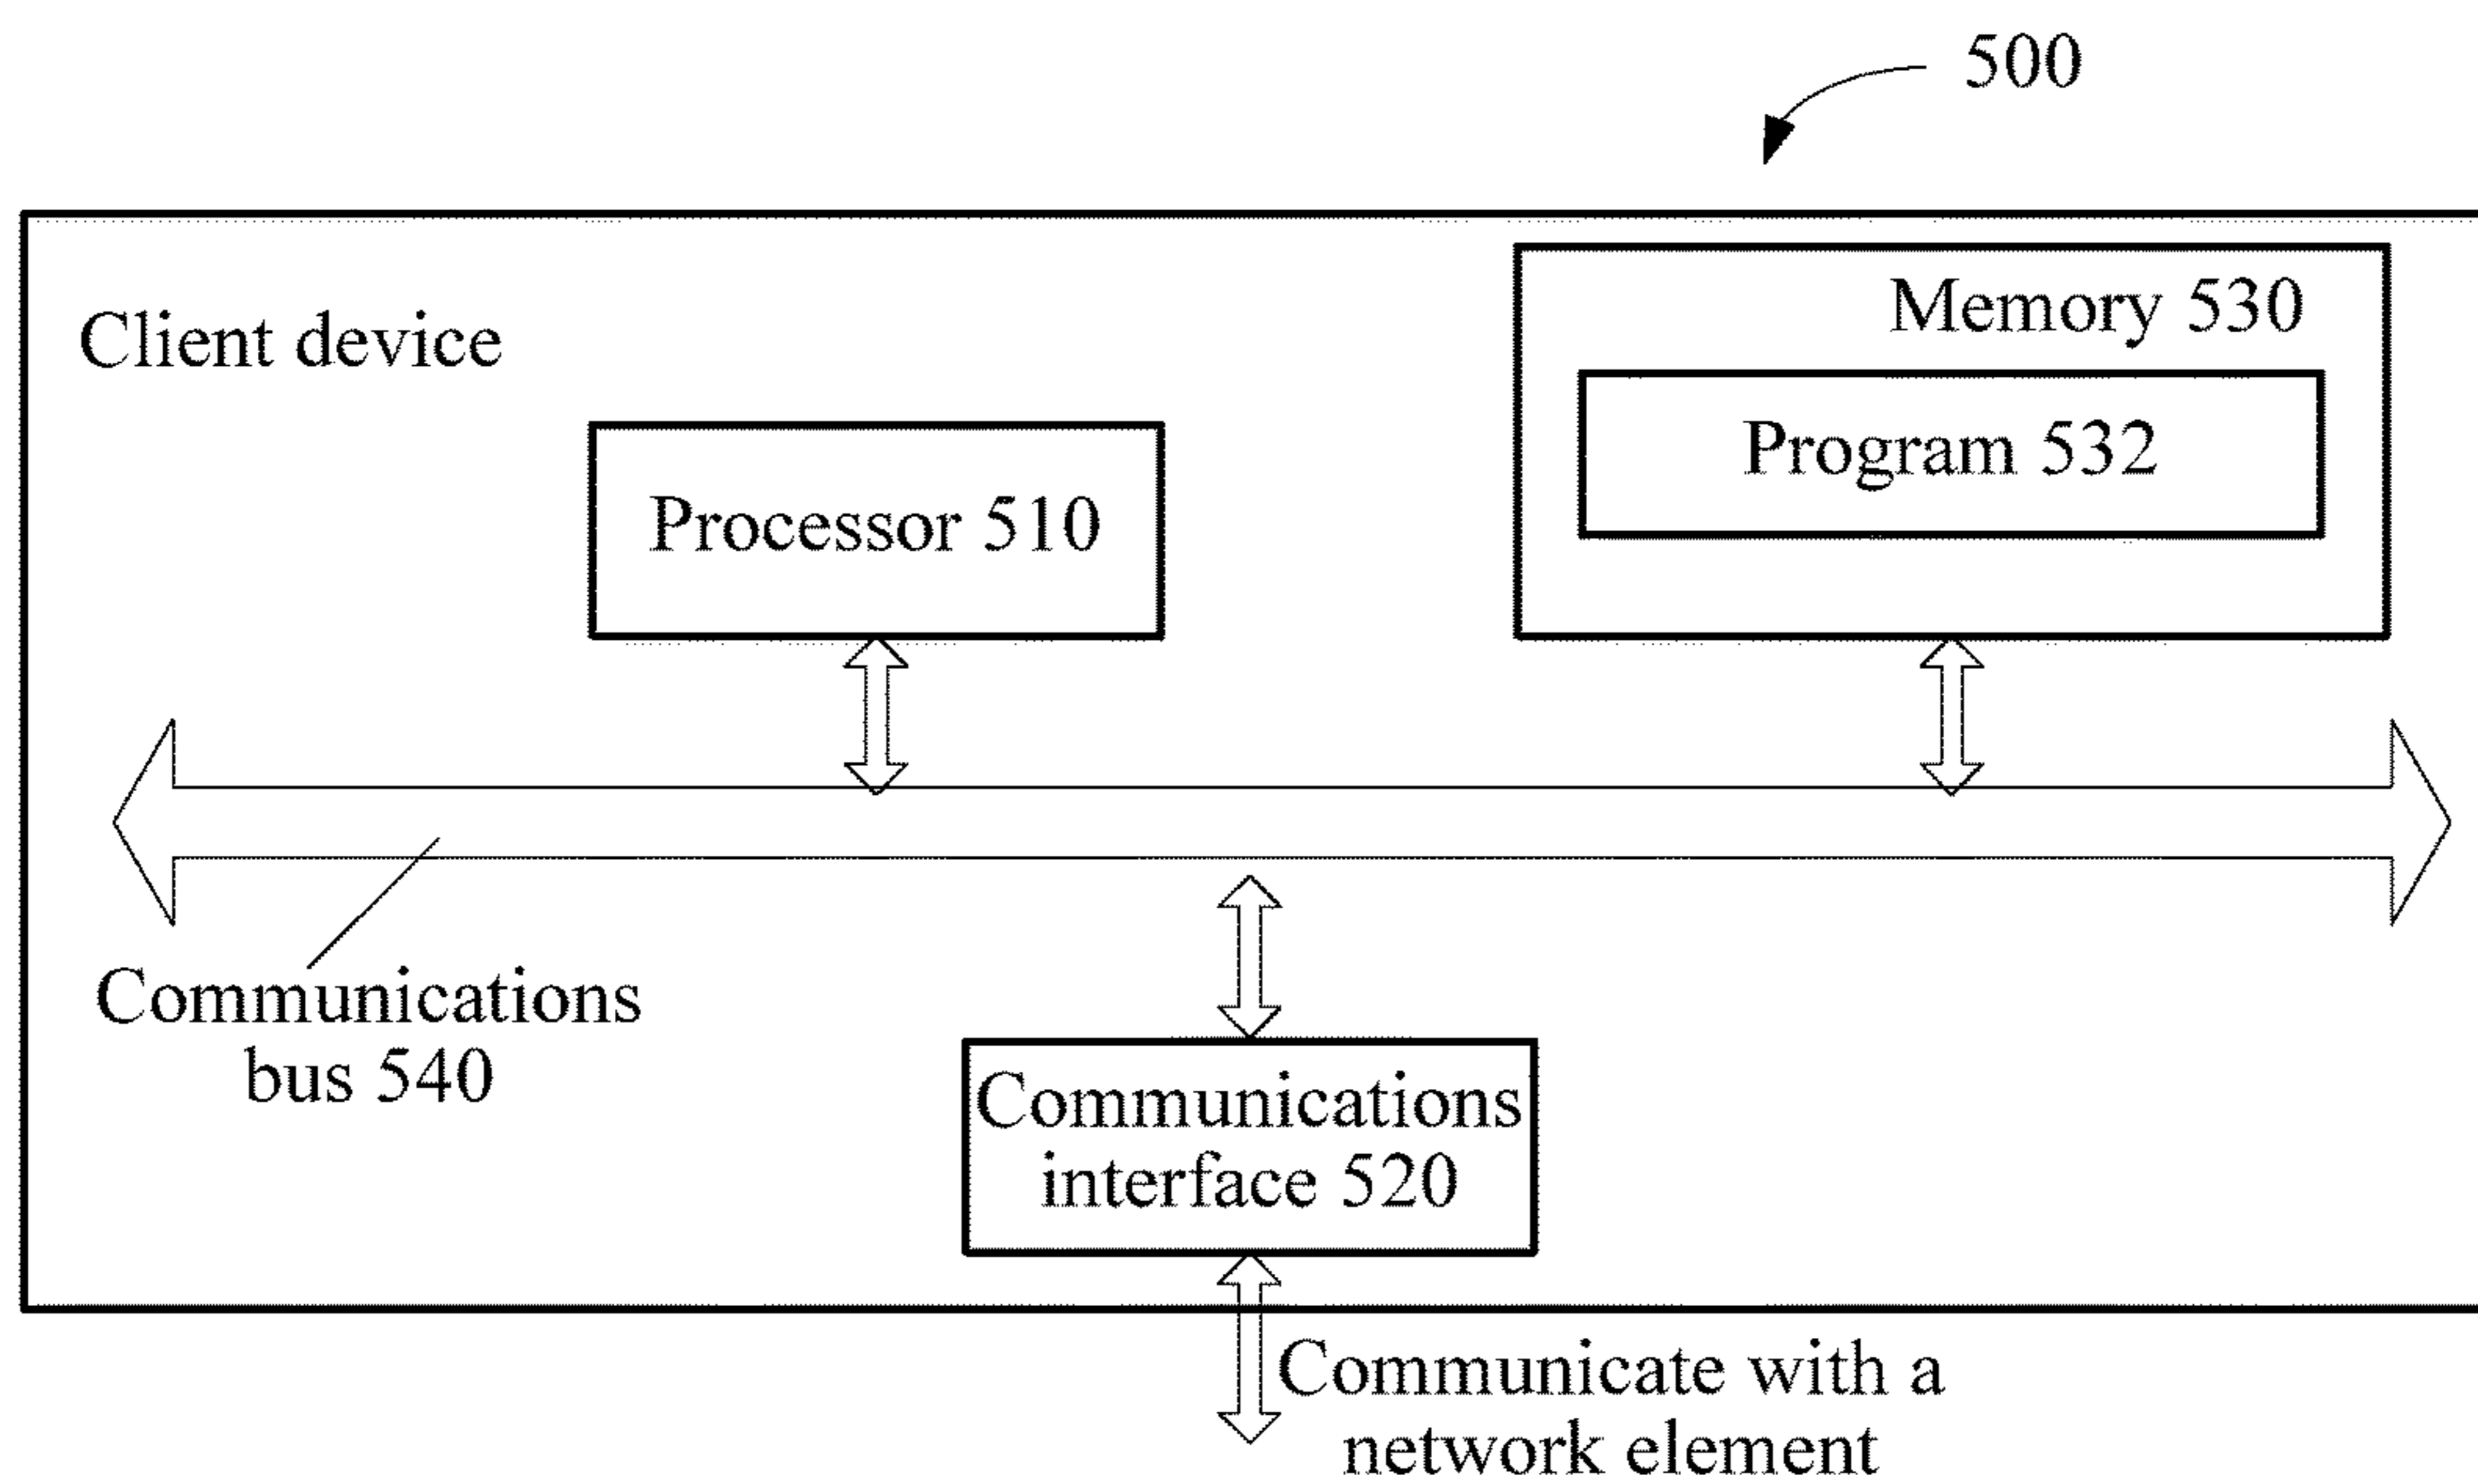 500
Client device
Memory 530
Program 532
Processor 510
Communications
bus 540
Communications
interface 520
Communicate with a
network element